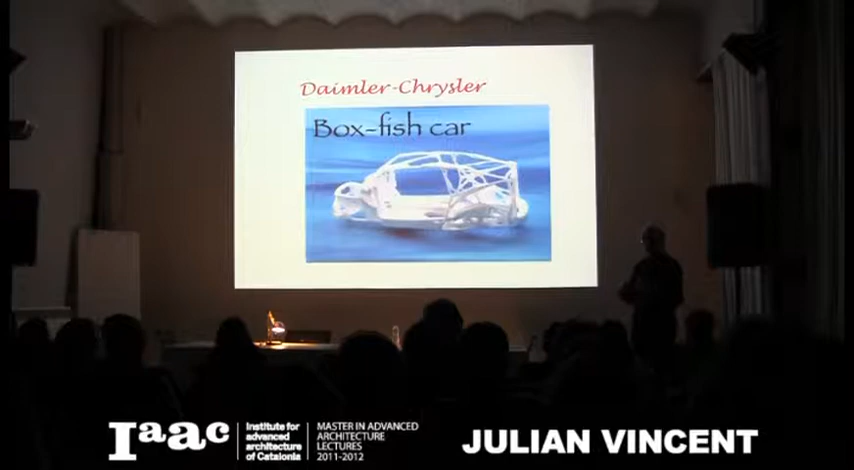 Daimler-Chrysler
Box-fish car
Iaac
Institute for
advanced
architecture
of Catalonia
MASTER IN ADVANCED
ARCHITECTURE
LECTURES
2011-2012
JULIAN VINCENT